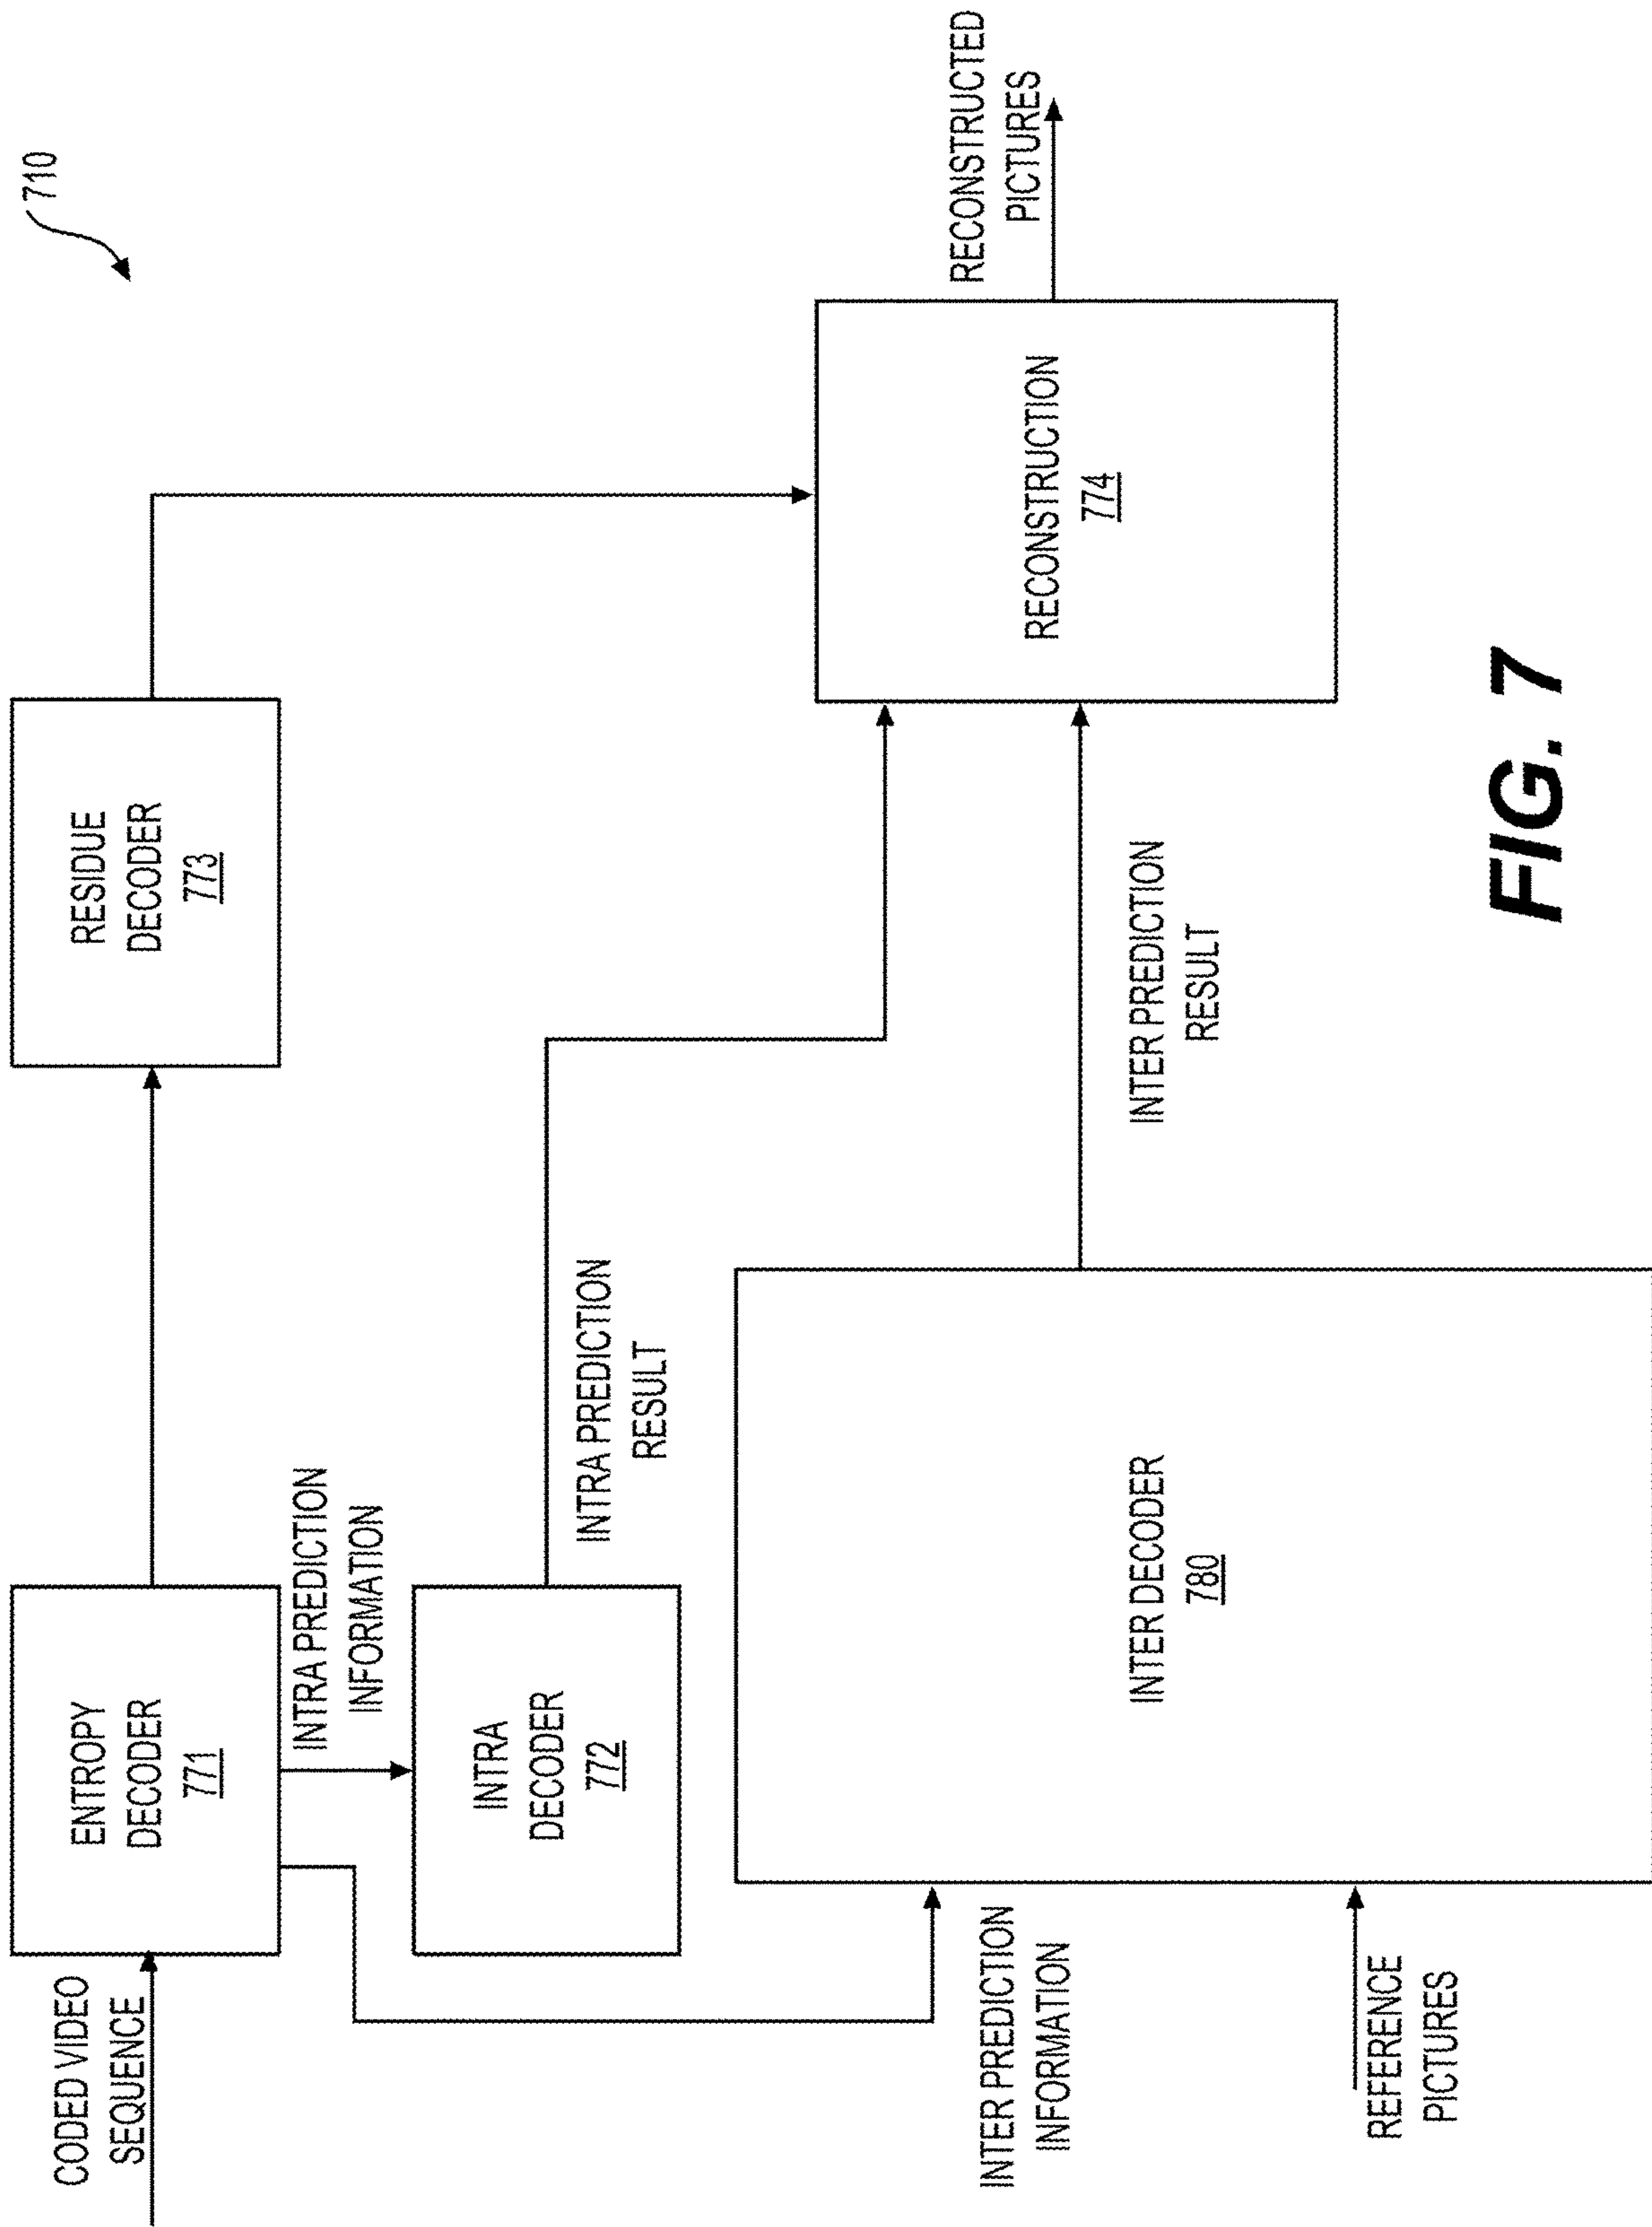 710
CODED VIDEO
SEQUENCE
ENTROPY
DECODER
771
RESIDUE
DECODER
773
INTRA PREDICTION
INFORMATION
INTRA
DECODER
772
INTRA PREDICTION
RESULT
INTER PREDICTION
INFORMATION
REFERENCE
PICTURES
INTER DECODER
780
INTER PREDICTION
RESULT
RECONSTRUCTION
774
RECONSTRUCTED
PICTURES
FIG. 7